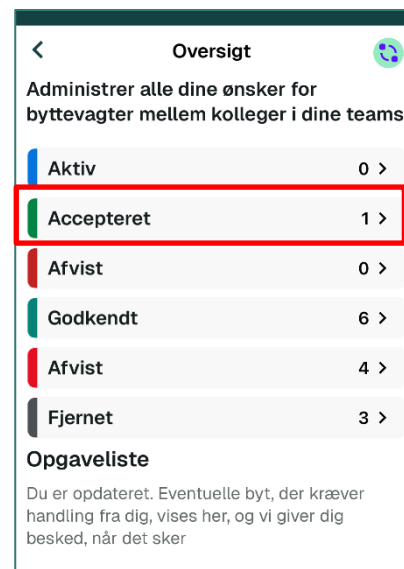 Oversigt
Administrer alle dine ønsker for
byttevagter mellem kolleger i dine teams
Aktiv 0
Accepteret 1
Afvist 0
Godkendt 6
Afvist 4
Fjernet 3
Opgaveliste
Du er opdateret. Eventuelle byt, der kræver
handling fra dig, vises her, og vi giver dig
besked, når det sker